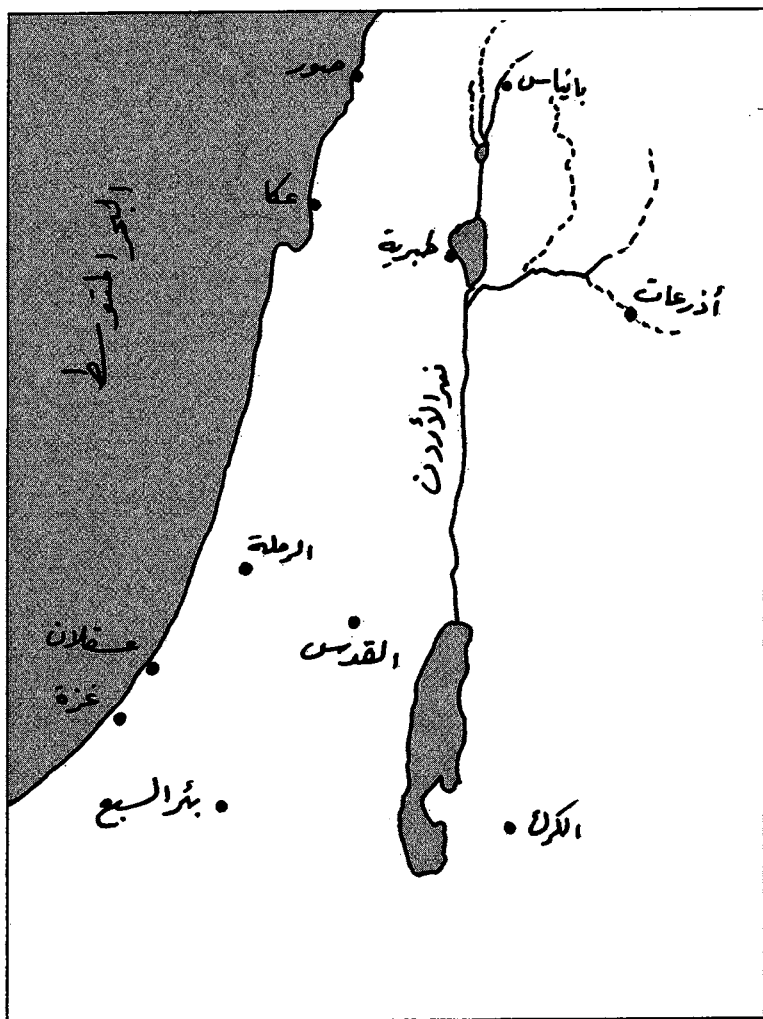 صور
بانياس
عكا
البحر المتوسط
طبرية
أذرعات
نهر الأردن
الرملة
عسقلان
القدس
غزة
بئر السبع
الكرك